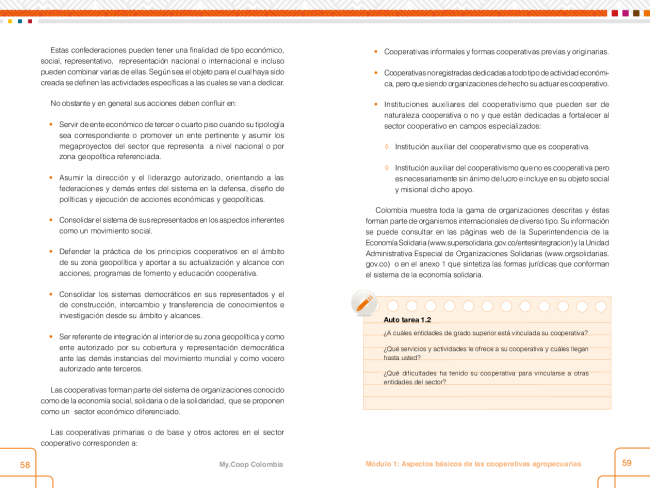 Estas confederaciones pueden tener una finalidad de tipo económico,
social, representativo, representación nacional o internacional e incluso
pueden combinar varias de ellas. Según sea el objeto para el cual haya sido
creada se definen las actividades específicas a las cuales se van a dedicar.
No obstante y en general sus acciones deben confluir en:
• Servir de ente económico de tercer o cuarto piso cuando su tipología
sea correspondiente o promover un ente pertinente y asumir los
megaproyectos del sector que representa a nivel nacional o por
zona geopolítica referenciada.
• Asumir la dirección y el liderazgo autorizado, orientando a las
federaciones y demás entes del sistema en la defensa, diseño de
políticas y ejecución de acciones económicas y geopolíticas.
• Consolidar el sistema de sus representados en los aspectos inherentes
como un movimiento social.
• Defender la práctica de los principios cooperativos en el ámbito
de su zona geopolítica y aportar a su actualización y alcance con
acciones, programas de fomento y educación cooperativa.
• Consolidar los sistemas democráticos en sus representados y el
de construcción, intercambio y transferencia de conocimientos e
investigación desde su ámbito y alcances.
• Ser referente de integración al interior de su zona geopolítica y como
ente autorizado por su cobertura y representación democrática
ante las demás instancias del movimiento mundial y como vocero
autorizado ante terceros.
Las cooperativas forman parte del sistema de organizaciones conocido
como de la economía social, solidaria o de la solidaridad, que se proponen
como un sector económico diferenciado.
Las cooperativas primarias o de base y otros actores en el sector
cooperativo corresponden a:
58
My.Coop Colombia
• Cooperativas informales y formas cooperativas previas y originarias.
• Cooperativas no registradas dedicadas a todo tipo de actividad económi-
ca, pero que siendo organizaciones de hecho su actuar es cooperativo.
• Instituciones auxiliares del cooperativismo que pueden ser de
naturaleza cooperativa o no y que están dedicadas a fortalecer al
sector cooperativo en campos especializados:
◊ Institución auxiliar del cooperativismo que es cooperativa.
◊ Institución auxiliar del cooperativismo que no es cooperativa pero
es necesariamente sin ánimo de lucro e incluye en su objeto social
y misional dicho apoyo.
Colombia muestra toda la gama de organizaciones descritas y éstas
forman parte de organismos internacionales de diverso tipo. Su información
se puede consultar en las páginas web de la Superintendencia de la
Economía Solidaria (www.supersolidaria.gov.co/entesintegracion) y la Unidad
Administrativa Especial de Organizaciones Solidarias (www.orgsolidarias.
gov.co) o en el anexo 1 que sintetiza las formas jurídicas que conforman
el sistema de la economía solidaria.
Auto tarea 1.2
¿A cuáles entidades de grado superior está vinculada su cooperativa?
¿Qué servicios y actividades le ofrece a su cooperativa y cuáles llegan
hasta usted?
¿Qué dificultades ha tenido su cooperativa para vincularse a otras
entidades del sector?
Módulo 1: Aspectos básicos de las cooperativas agropecuarias
59